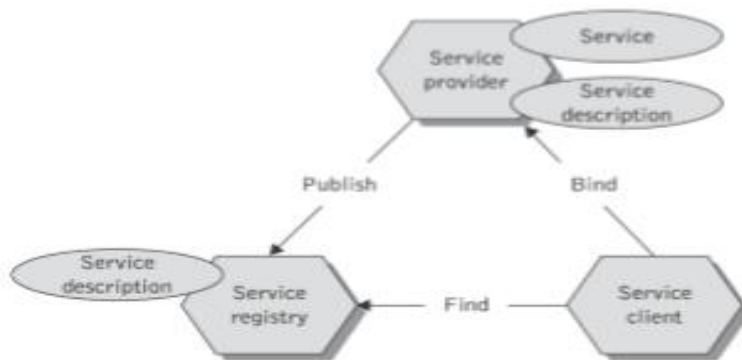 Service
Service
provider
Service
description
Publish
Bind
Service
description
Service
registry
Find
Service
client